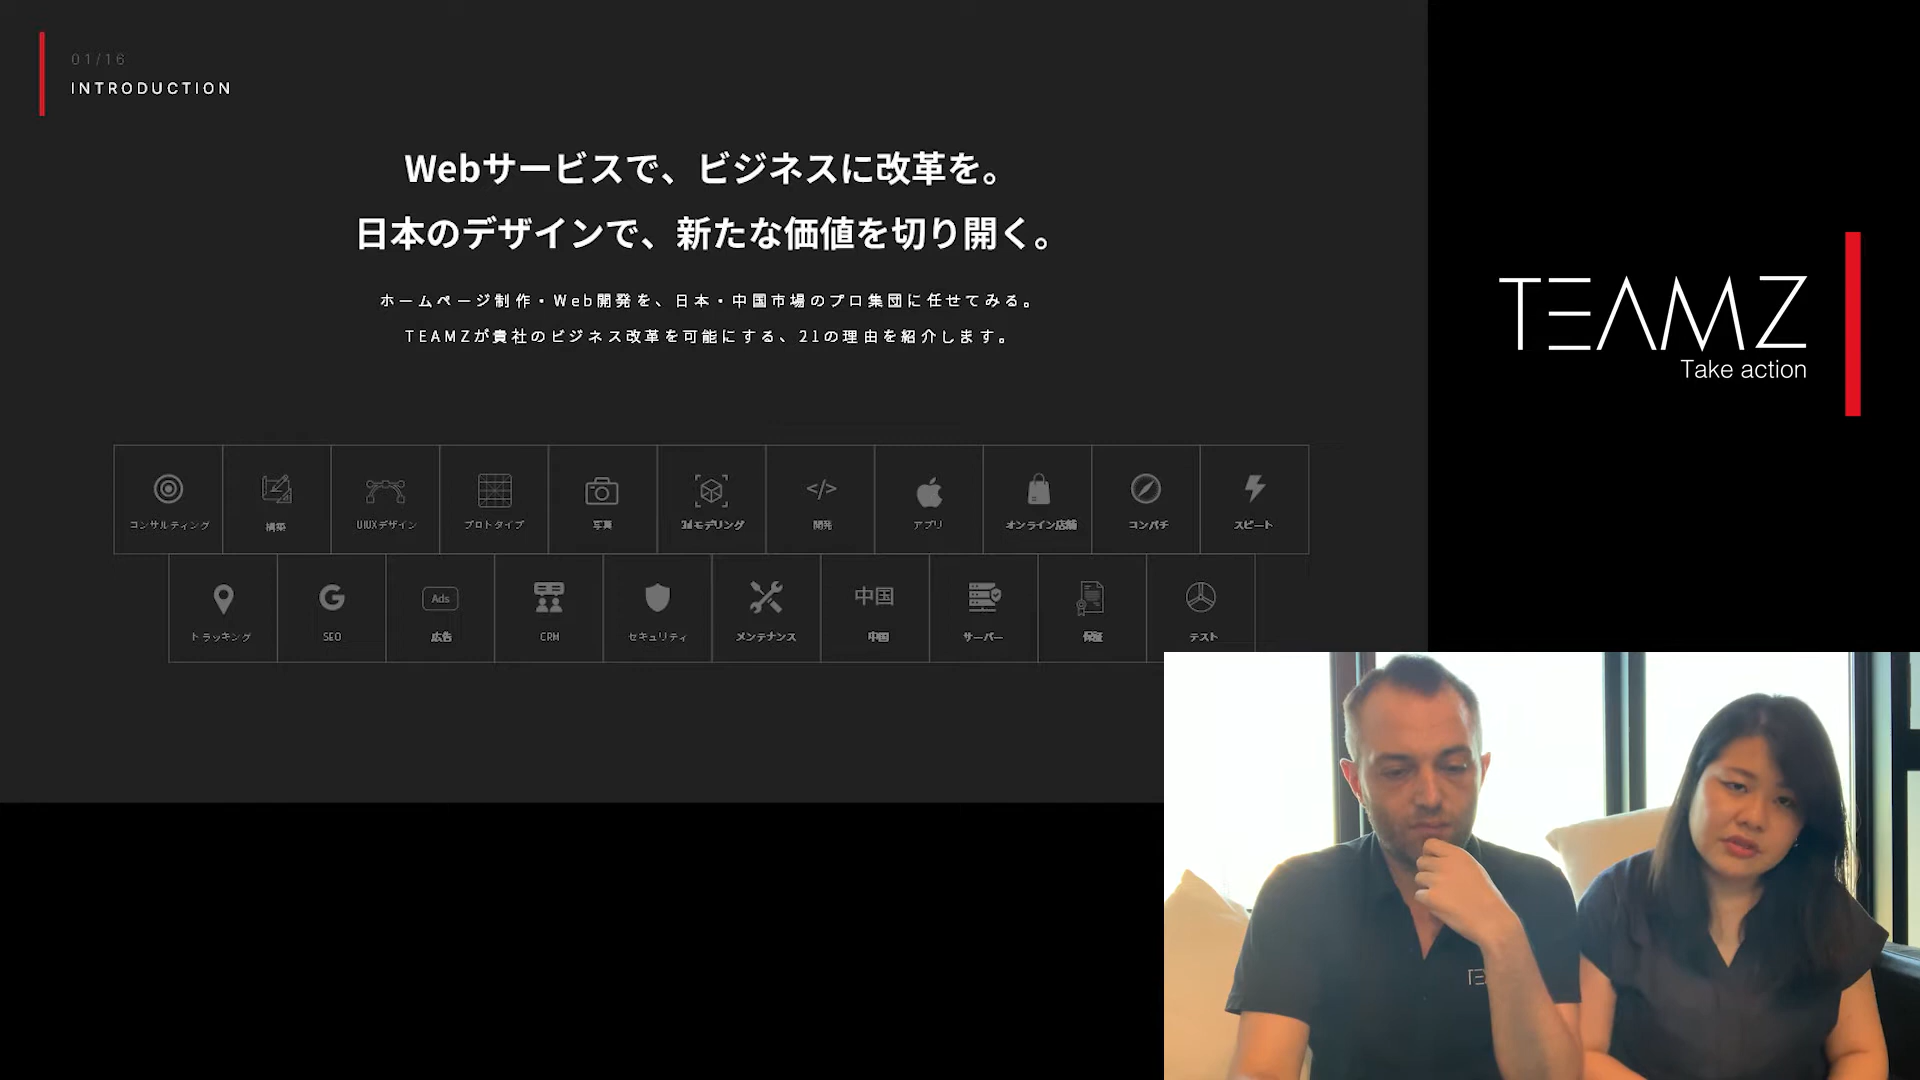 01/16
INTRODUCTION
Webサービスで、ビジネスに改革を。
日本のデザインで、新たな価値を切り開く。
ホームページ制作・Web開発を、日本・中国市場のプロ集団に任せてみる。
TEAMZが貴社のビジネス改革を可能にする、21の理由を紹介します。
コンサルティング 構築 UIUXデザイン プロトタイプ 写真 3dモデリング 開発 アプリ オンライン店舗 コンパチ スピート
</>
Ads
中国
トラッキング SEO 広告 CRM セキュリティ メンテナンス 中国 サーバー 保証 テスト
TEAMZ
Take action